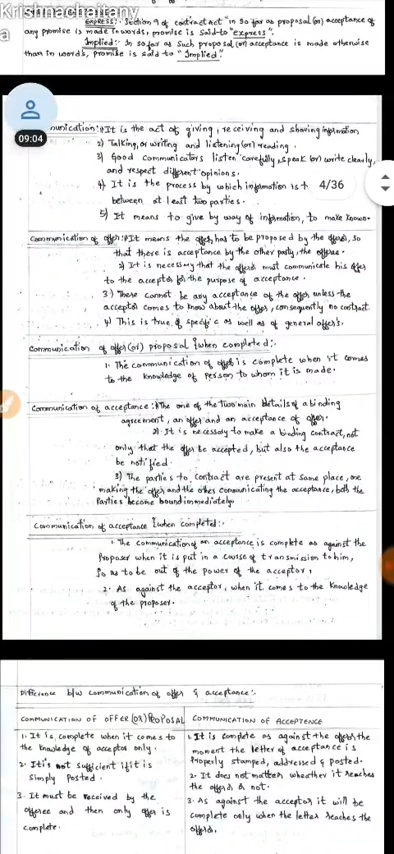 Krishnachaitany
a
EXPRESS:- Section 9 of contract act "in so far as proposal (or) acceptance of
any promise is made in words, promise is said to "express".
Implied:- In so far as such proposal (or) acceptance is made otherwise
than in words, promise is said to "Implied".
09:04
4/36
munication:- 1) It is the act of giving, receiving and sharing information
2) Talking, or writing and listening (or) reading.
3) Good communicators listen carefully, speak (or) write clearly,
and respect different opinions.
4) It is the process by which information is
between at least two parties.
5) It means to give by way of information, to make known.
Communication of offer:- 1) It means the offer has to be proposed by the offeror, so
that there is acceptance by the other party, the offeree.
2) It is necessary that the offeror must communicate his offer
to the acceptor for the purpose of acceptance.
3) There cannot be any acceptance of the offer unless the
acceptor comes to know about the offer, consequently no contract.
4) This is true, of specific as well as of general offer's.
Communication of offer (or) proposal & when completed:-
1. The communication of offer is complete when it comes
to the knowledge of person to whom it is made.
Communication of acceptance:- 1) The one of the two main details of a binding
agreement, an offer and an acceptance of offer.
2) It is necessary to make a binding contract, not
only that the offer be accepted, but also the acceptance
be notified.
3) The parties to contract are present at same place, one
making the offer and the other communicating the acceptance, both the
parties become bound immediately.
Communication of acceptance & when completed:-
1. The communication of an acceptance is complete as against the
Proposer when it is put in a course of transmission to him,
So as to be out of the power of the acceptor,
2. As against the acceptor, when it comes to the knowledge
of the proposer.
Difference b/w communication of offer & acceptance:-
COMMUNICATION OF OFFER (OR) PROPOSAL
1. It is complete when it comes to
the knowledge of acceptor only.
2. It is not sufficient if it is
simply posted.
3. It must be received by the
offeree and then only offer is
complete.
COMMUNICATION OF ACCEPTENCE
1. It is complete as against the offeror the
moment the letter of acceptance is
Properly stamped, addressed & posted.
2. It does not matter, wheather it reaches
the offeror & not.
3. As against the acceptor it will be
complete only when the letter reaches the
offeror.